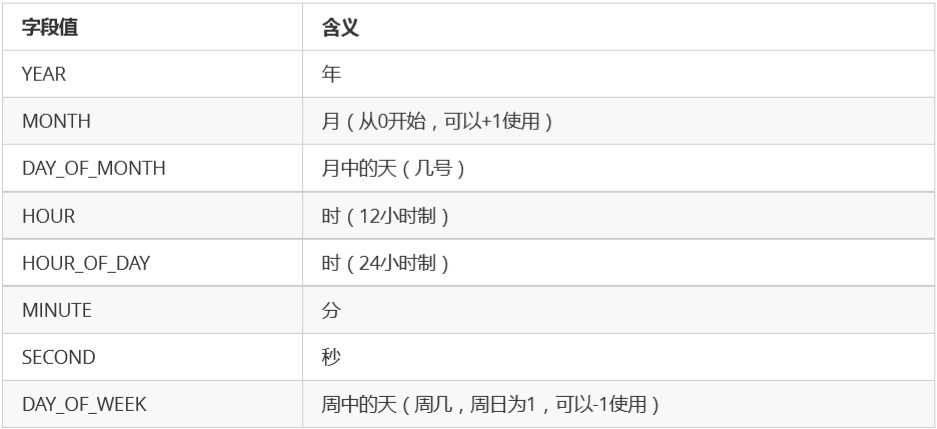 字段值 含义
YEAR 年
MONTH 月（从0开始，可以+1使用）
DAY_OF_MONTH 月中的天（几号）
HOUR 时（12小时制）
HOUR_OF_DAY 时（24小时制）
MINUTE 分
SECOND 秒
DAY_OF_WEEK 周中的天（周几，周日为1，可以-1使用）